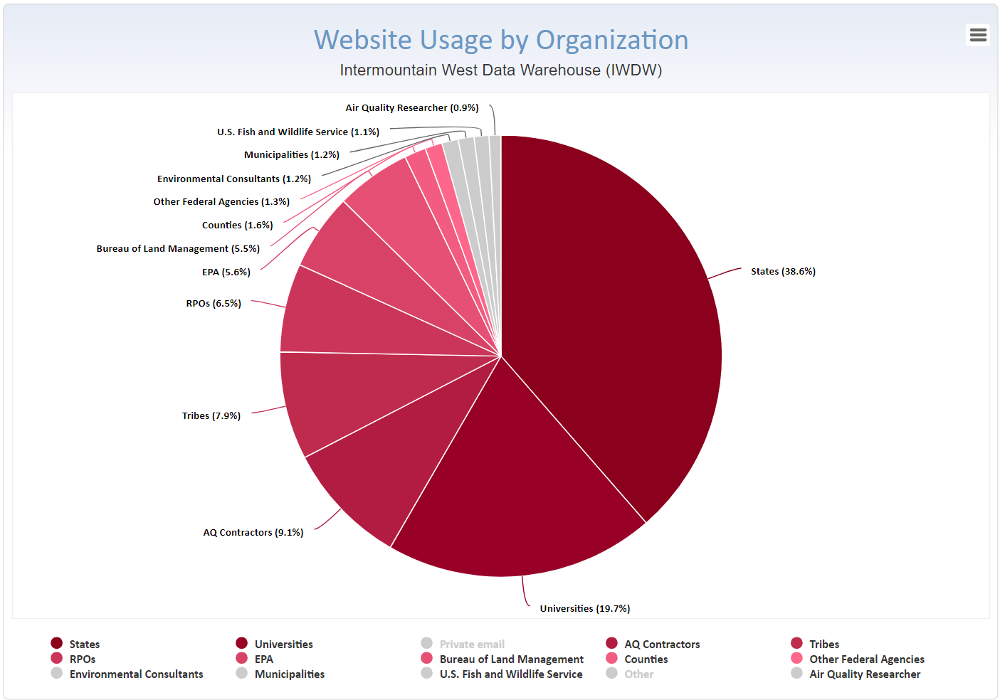 Website Usage by Organization
Intermountain West Data Warehouse (IWDW)
Air Quality Researcher (0.9%)
U.S. Fish and Wildlife Service (1.1%)
Municipalities (1.2%)
Environmental Consultants (1.2%)
Other Federal Agencies (1.3%)
Counties (1.6%)
Bureau of Land Management (5.5%)
EPA (5.6%)
States (38.6%)
RPOs (6.5%)
Tribes (7.9%)
AQ Contractors (9.1%)
Universities (19.7%)
States Universities Private email AQ Contractors Tribes
RPOs EPA Bureau of Land Management Counties Other Federal Agencies
Environmental Consultants Municipalities U.S. Fish and Wildlife Service Other Air Quality Researcher